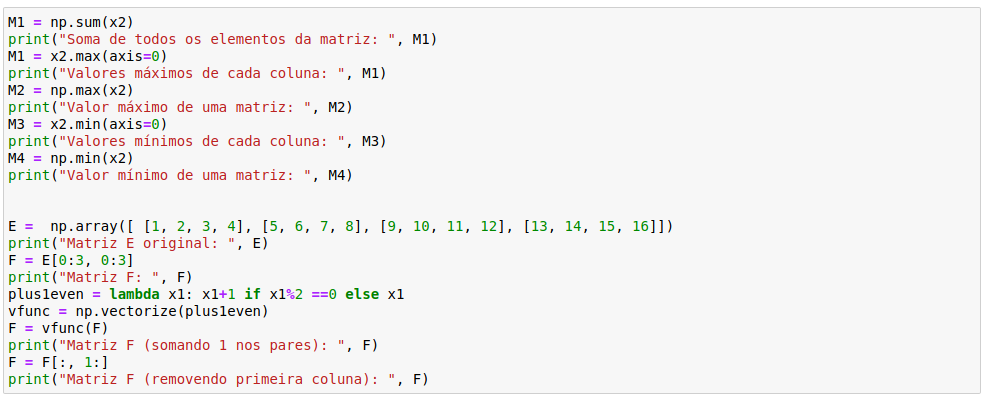 M1 = np.sum(x2)
print("Soma de todos os elementos da matriz: ", M1)
M1 = x2.max(axis=0)
print("Valores máximos de cada coluna: ", M1)
M2 = np.max(x2)
print("Valor máximo de uma matriz: ", M2)
M3 = x2.min(axis=0)
print("Valores mínimos de cada coluna: ", M3)
M4 = np.min(x2)
print("Valor mínimo de uma matriz: ", M4)
E =  np.array([ [1, 2, 3, 4], [5, 6, 7, 8], [9, 10, 11, 12], [13, 14, 15, 16]])
print("Matriz E original: ", E)
F = E[0:3, 0:3]
print("Matriz F: ", F)
plus1even = lambda x1: x1+1 if x1%2 ==0 else x1
vfunc = np.vectorize(plus1even)
F = vfunc(F)
print("Matriz F (somando 1 nos pares): ", F)
F = F[:, 1:]
print("Matriz F (removendo primeira coluna): ", F)